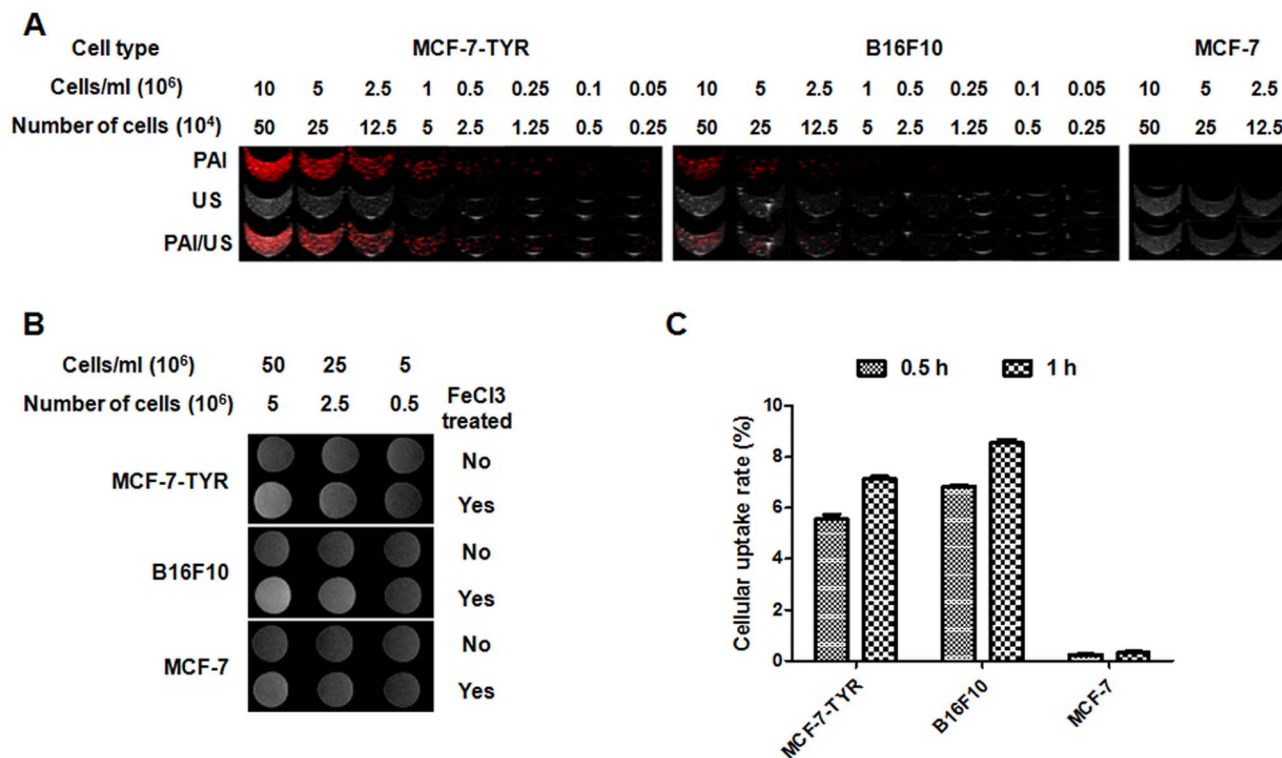 A
Cell type MCF-7-TYR B16F10 MCF-7
Cells/ml (10⁶) 10 5 2.5 1 0.5 0.25 0.1 0.05 10 5 2.5 1 0.5 0.25 0.1 0.05 10 5 2.5
Number of cells (10⁴) 50 25 12.5 5 2.5 1.25 0.5 0.25 50 25 12.5 5 2.5 1.25 0.5 0.25 50 25 12.5
PAI
US
PAI/US
B
Cells/ml (10⁶) 50 25 5
Number of cells (10⁶) 5 2.5 0.5 FeCl3
treated
MCF-7-TYR No
Yes
B16F10 No
Yes
MCF-7 No
Yes
C
0.5 h 1 h
Cellular uptake rate (%)
10
8
6
4
2
0
MCF-7-TYR B16F10 MCF-7